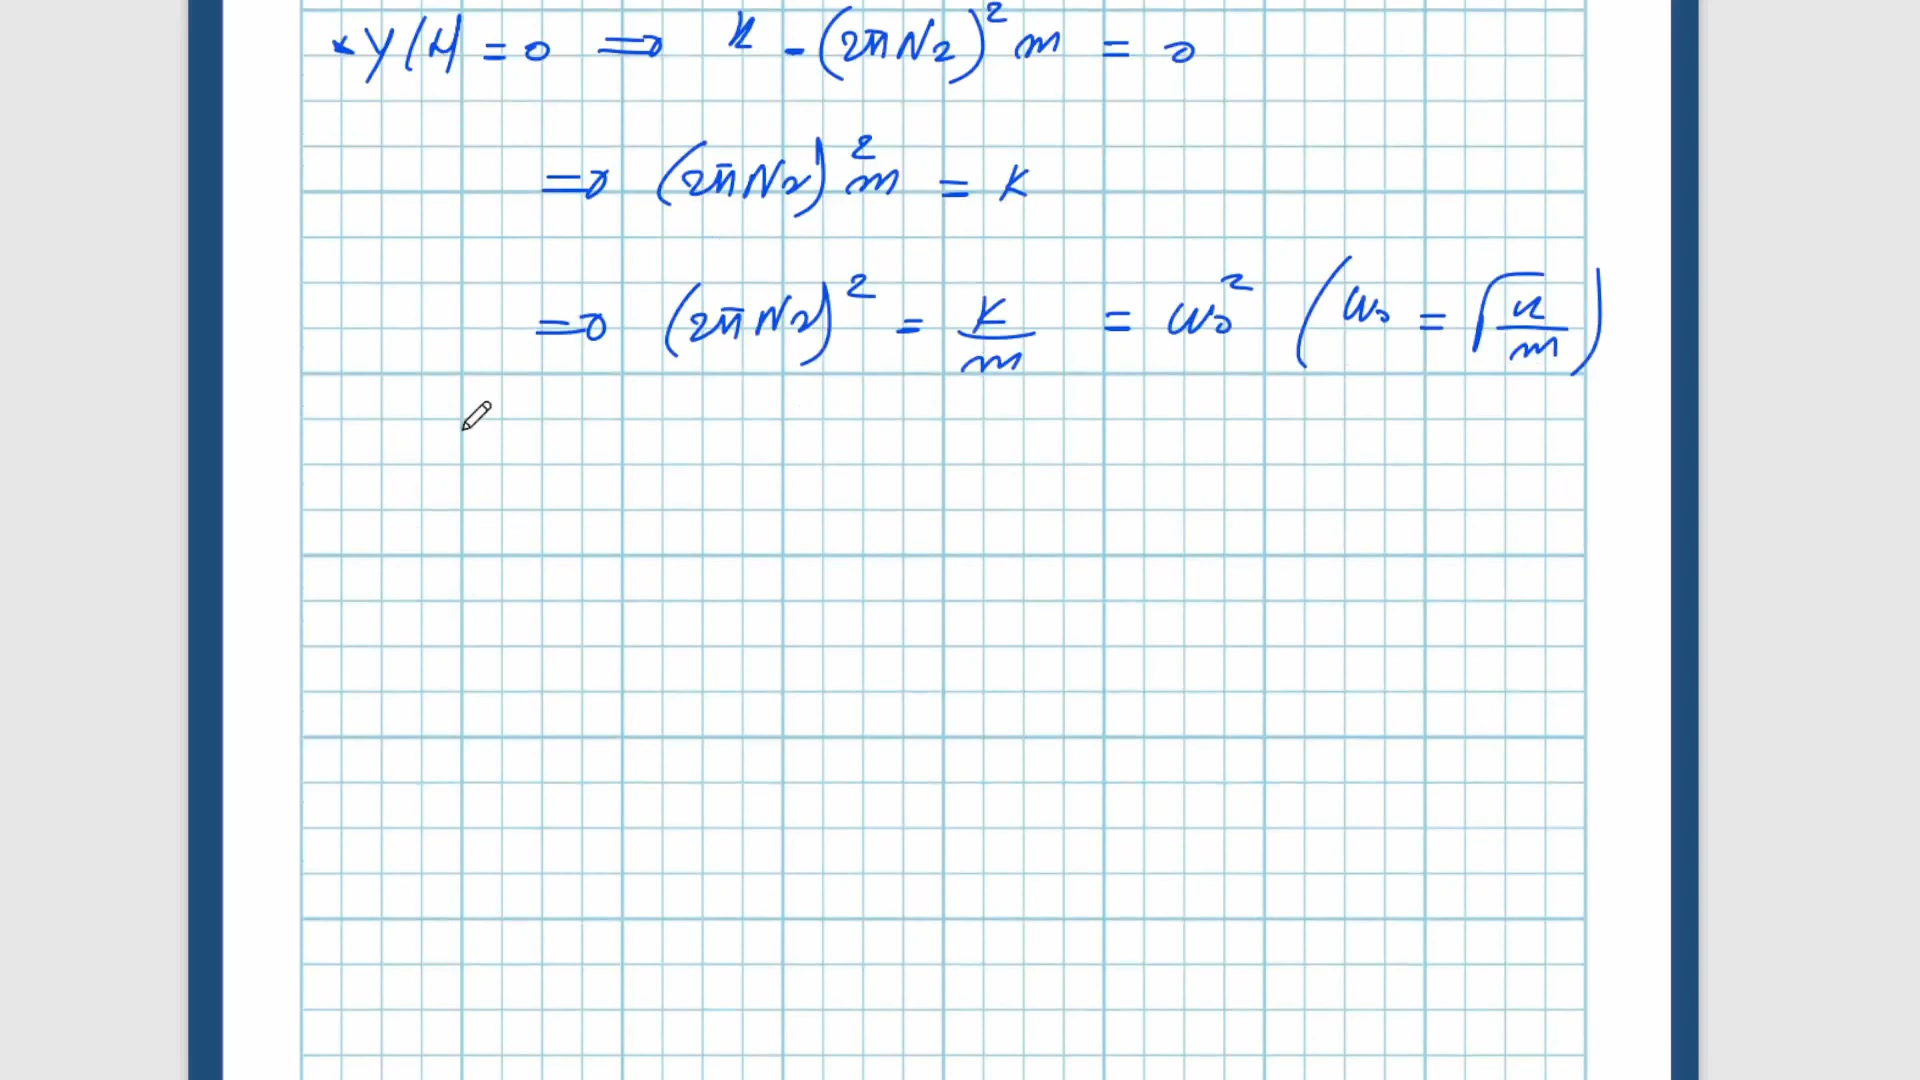 * Y(t) = 0 ⟹ k - (2πN₂)² m = 0
⟹ (2πN₂)² m = k
⟹ (2πN₂)² = k/m = ω₀² (ω₀ = √(k/m))